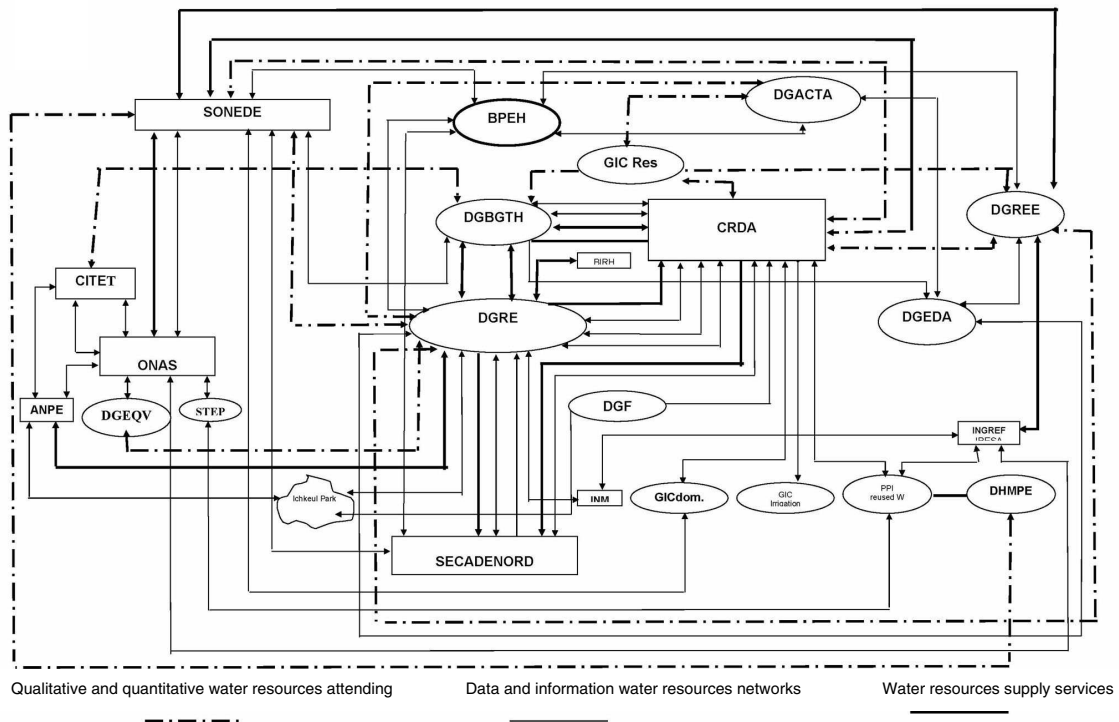 DGACTA
SONEDE
BPEH
GIC Res
DGREE
DGBGTH
CRDA
BIRH
CITET
DGRE
DGEDA
ONAS
ANPE
DGEQV
STEP
DGF
INGREF
IRESA
Ichkeul Park
INM
GICdom.
GIC
Irrigation
PPI
reused W
DHMPE
SECADENORD
Qualitative and quantitative water resources attending
Data and information water resources networks
Water resources supply services